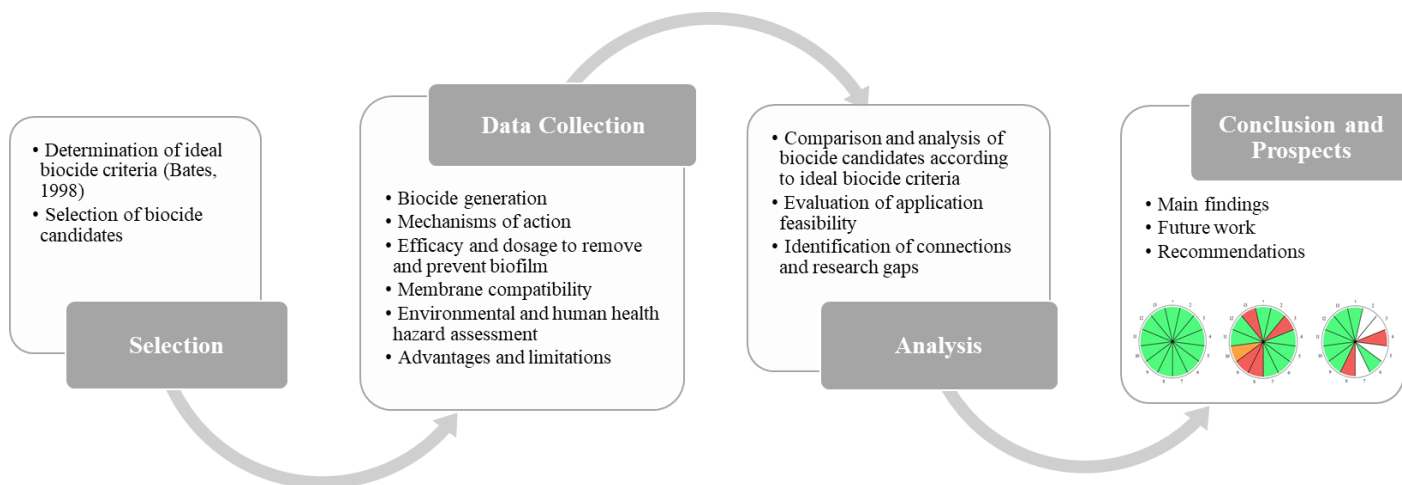 • Determination of ideal
biocide criteria (Bates,
1998)
• Selection of biocide
candidates
Selection
Data Collection
• Biocide generation
• Mechanisms of action
• Efficacy and dosage to remove
and prevent biofilm
• Membrane compatibility
• Environmental and human health
hazard assessment
• Advantages and limitations
• Comparison and analysis of
biocide candidates according
to ideal biocide criteria
• Evaluation of application
feasibility
• Identification of connections
and research gaps
Analysis
Conclusion and
Prospects
• Main findings
• Future work
• Recommendations